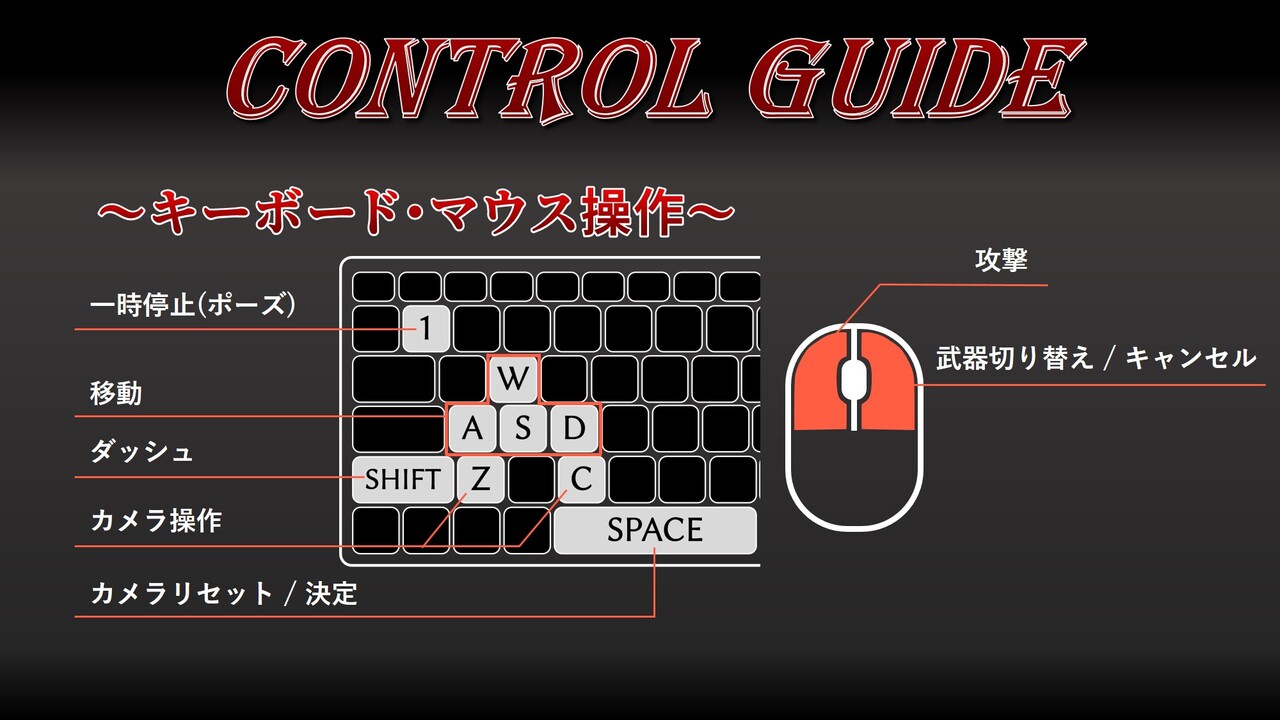 CONTROL GUIDE
～キーボード・マウス操作～
攻撃
一時停止(ポーズ)
1
武器切り替え / キャンセル
W
移動
A S D
ダッシュ
SHIFT Z C
カメラ操作
SPACE
カメラリセット / 決定